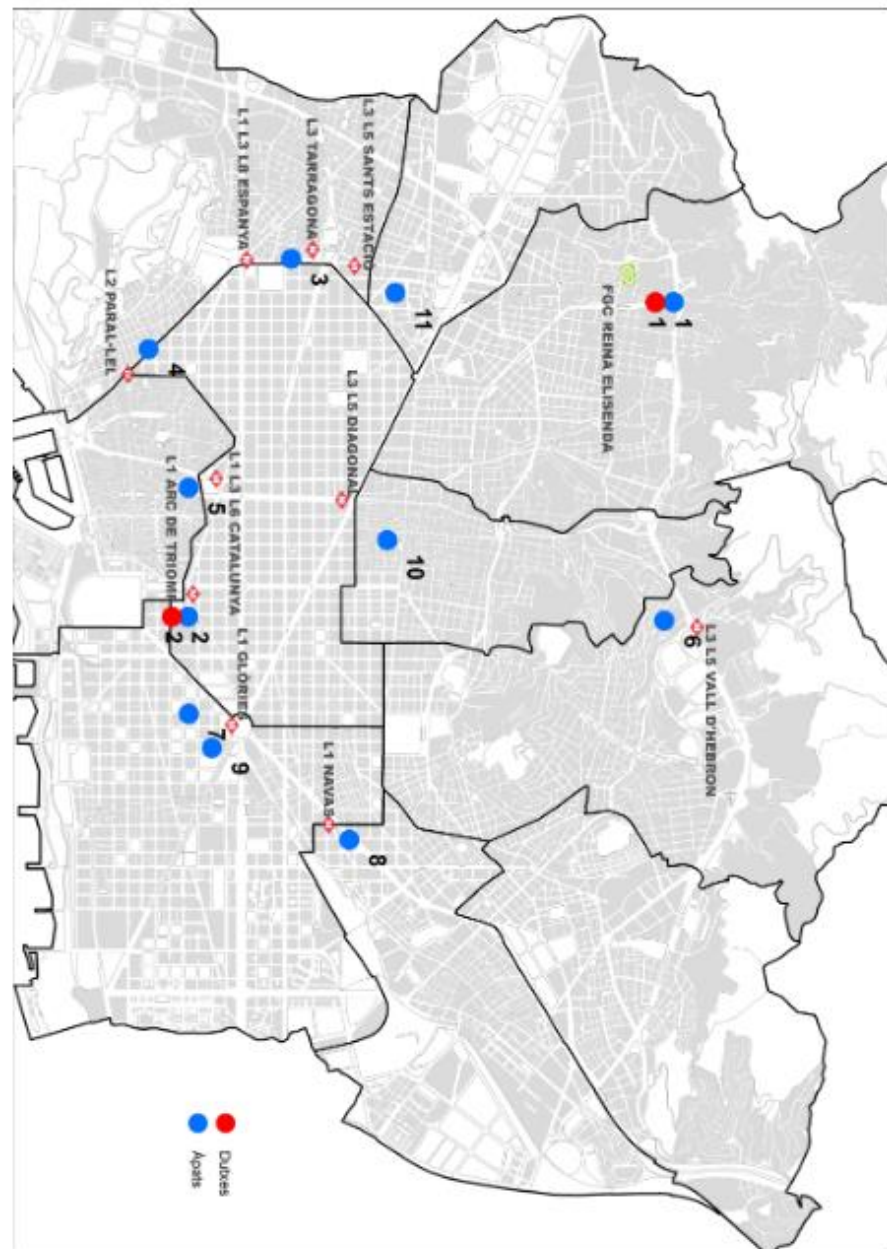 L3 L5 VALL D'HEBRON
6
1
1
FGC REINA ELISENDA
11
10
L3 L5 SANTS ESTACIÓ
L3 L5 DIAGONAL
8
L3 TARRAGONA
3
L1 NAVAS
L1 L3 L8 ESPANYA
L1 L3 L6 CATALUNYA
L1 GLÒRIES
9
5
7
2
2
4
L1 ARC DE TRIOMF
L2 PARAL-LEL
Dutxes
Àpats